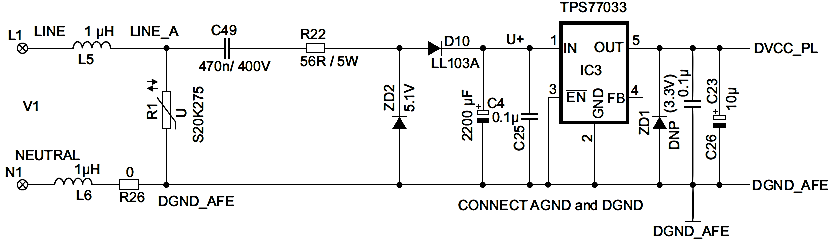 TPS77033
L1
LINE
1 µH
L5
LINE_A
C49
470n/ 400V
R22
56R / 5W
D10
LL103A
U+
1
IN
OUT
5
IC3
3
EN
FB
4
GND
2
DVCC_PL
V1
R1
U
S20K275
ZD2
5.1V
2200 µF
C4
0.1µ
C25
ZD1
DNP (3.3V)
0.1µ
C26
C23
10µ
NEUTRAL
N1
1µH
L6
0
R26
DGND_AFE
CONNECT AGND and DGND
DGND_AFE
DGND_AFE